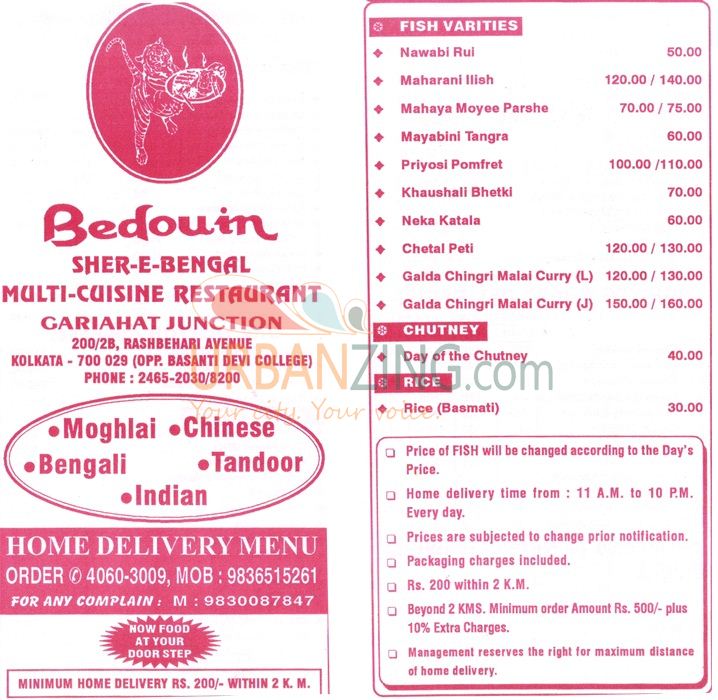 Bedouin
SHER-E-BENGAL
MULTI-CUISINE RESTAURANT
GARIAHAT JUNCTION
200/2B, RASHBEHARI AVENUE
KOLKATA - 700 029 (OPP. BASANTI DEVI COLLEGE)
PHONE : 2465-2030/8200
•Moghlai •Chinese
•Bengali •Tandoor
•Indian
HOME DELIVERY MENU
ORDER ✆ 4060-3009, MOB : 9836515261
FOR ANY COMPLAIN : M : 9830087847
NOW FOOD
AT YOUR
DOOR STEP
MINIMUM HOME DELIVERY RS. 200/- WITHIN 2 K. M.
FISH VARITIES
Nawabi Rui 50.00
Maharani Ilish 120.00 / 140.00
Mahaya Moyee Parshe 70.00 / 75.00
Mayabini Tangra 60.00
Priyosi Pomfret 100.00 /110.00
Khaushali Bhetki 70.00
Neka Katala 60.00
Chetal Peti 120.00 / 130.00
Galda Chingri Malai Curry (L) 120.00 / 130.00
Galda Chingri Malai Curry (J) 150.00 / 160.00
CHUTNEY
Day of the Chutney 40.00
RICE
Rice (Basmati) 30.00
Price of FISH will be changed according to the Day's
Price.
Home delivery time from : 11 A.M. to 10 P.M.
Every day.
Prices are subjected to change prior notification.
Packaging charges included.
Rs. 200 within 2 K.M.
Beyond 2 KMS. Minimum order Amount Rs. 500/- plus
10% Extra Charges.
Management reserves the right for maximum distance
of home delivery.
URBANZING.com
Your city. Your voice.